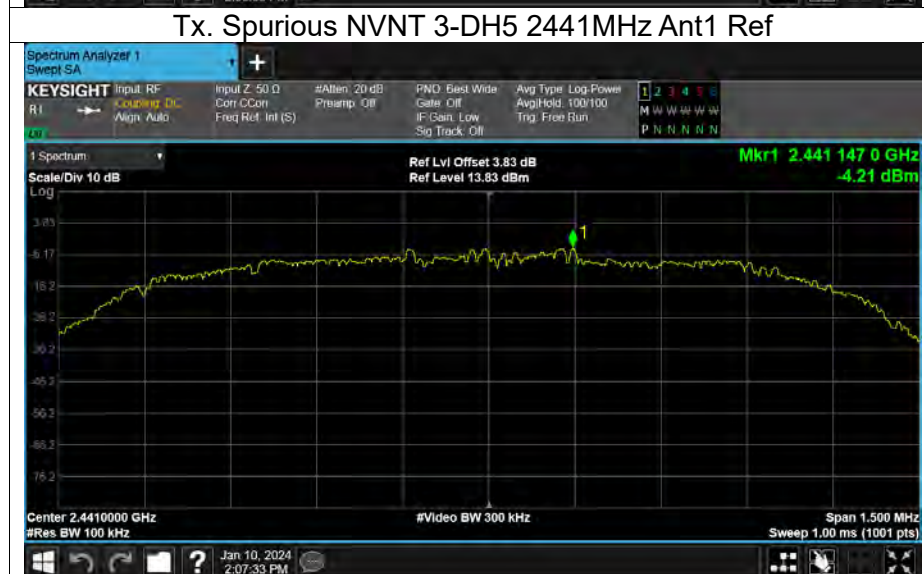 Tx. Spurious NVNT 3-DH5 2441MHz Ant1 Ref
Spectrum Analyzer 1
Swept SA
+
KEYSIGHT Input: RF Input Z: 50 Ω #Atten: 20 dB PNO: Best Wide Avg Type: Log-Power 1 2 3 4 5 6
Coupling: DC Corr CCorr Preamp: Off Gate: Off Avg|Hold: 100/100 M W W W W W
Align: Auto Freq Ref: Int (S) IF Gain: Low Trig: Free Run
Sig Track: Off P N N N N N
1 Spectrum
Ref Lvl Offset 3.83 dB Mkr1 2.441 147 0 GHz
Scale/Div 10 dB Ref Level 13.83 dBm -4.21 dBm
Log
3.83
-6.17
1
-16.2
-26.2
-36.2
-46.2
-56.2
-66.2
-76.2
Center 2.4410000 GHz #Video BW 300 kHz Span 1.500 MHz
#Res BW 100 kHz Sweep 1.00 ms (1001 pts)
? Jan 10, 2024
2:07:33 PM